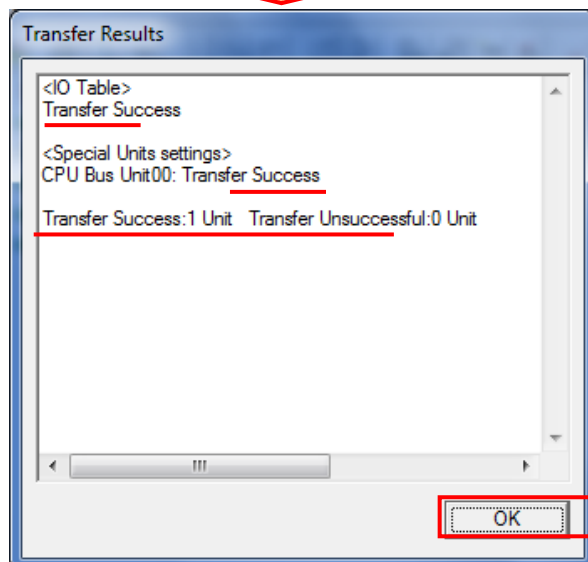 Transfer Results
<IO Table>
Transfer Success
<Special Units settings>
CPU Bus Unit00: Transfer Success
Transfer Success:1 Unit   Transfer Unsuccessful:0 Unit
OK